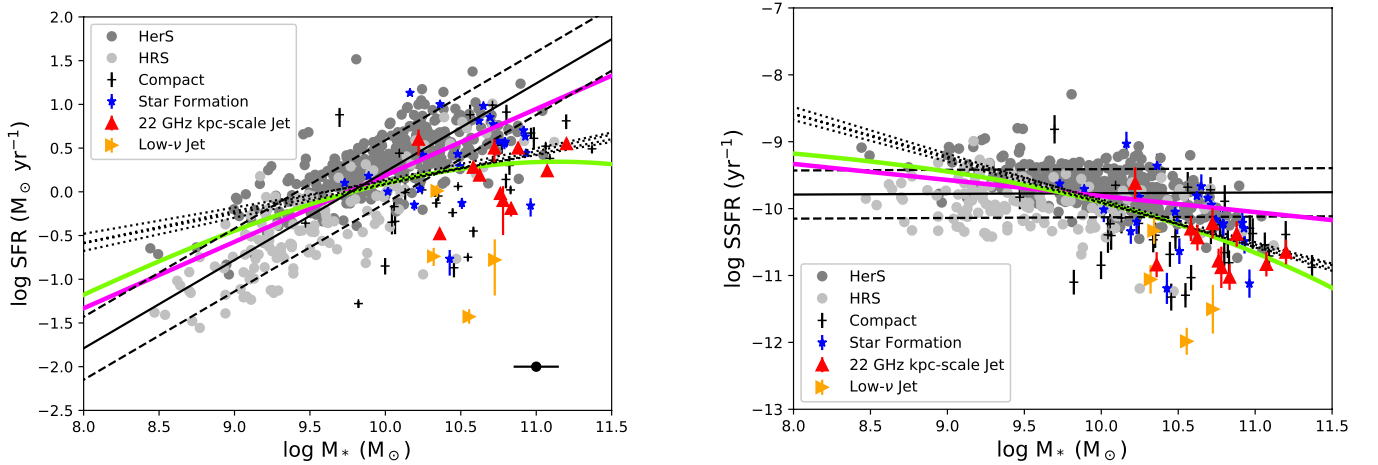 2.0
1.5
1.0
0.5
0.0
−0.5
−1.0
−1.5
−2.0
−2.5
log SFR (M⊙ yr⁻¹)
HerS
HRS
Compact
Star Formation
22 GHz kpc-scale Jet
Low-ν Jet
8.0 8.5 9.0 9.5 10.0 10.5 11.0 11.5
log M* (M⊙)
−7
−8
−9
−10
−11
−12
−13
log SSFR (yr⁻¹)
HerS
HRS
Compact
Star Formation
22 GHz kpc-scale Jet
Low-ν Jet
8.0 8.5 9.0 9.5 10.0 10.5 11.0 11.5
log M* (M⊙)